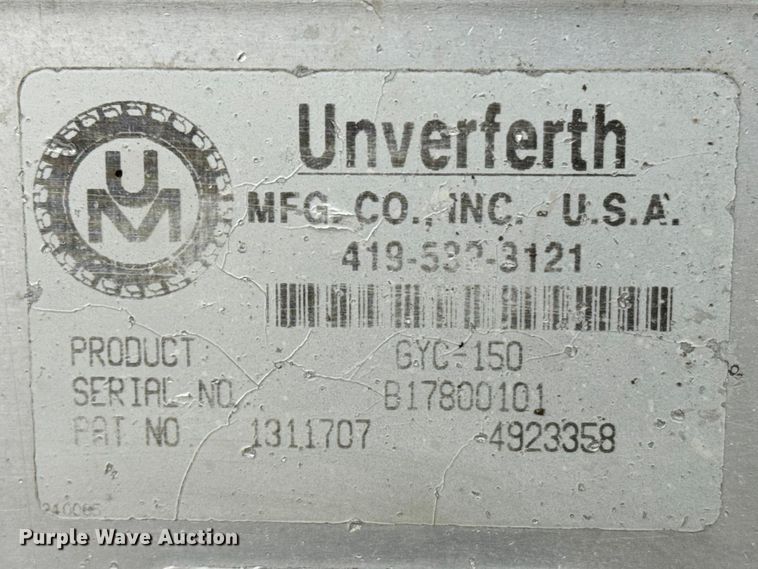 UM
Unverferth
MFG. CO., INC. - U.S.A.
419-532-3121
PRODUCT GYC-150
SERIAL NO. B17800101
PAT NO 1311707 4923358
Purple Wave Auction